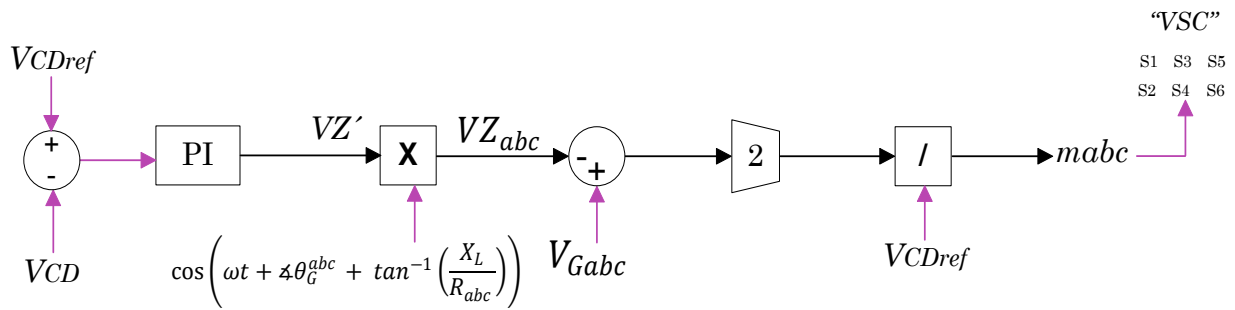 “VSC”
VCDref
S1 S3 S5
S2 S4 S6
+
-
PI
VZ´
X
VZabc
-
+
2
/
mabc
VCD
cos(ωt + ∡θ_G^abc + tan⁻¹(X_L/R_abc))
V_Gabc
VCDref